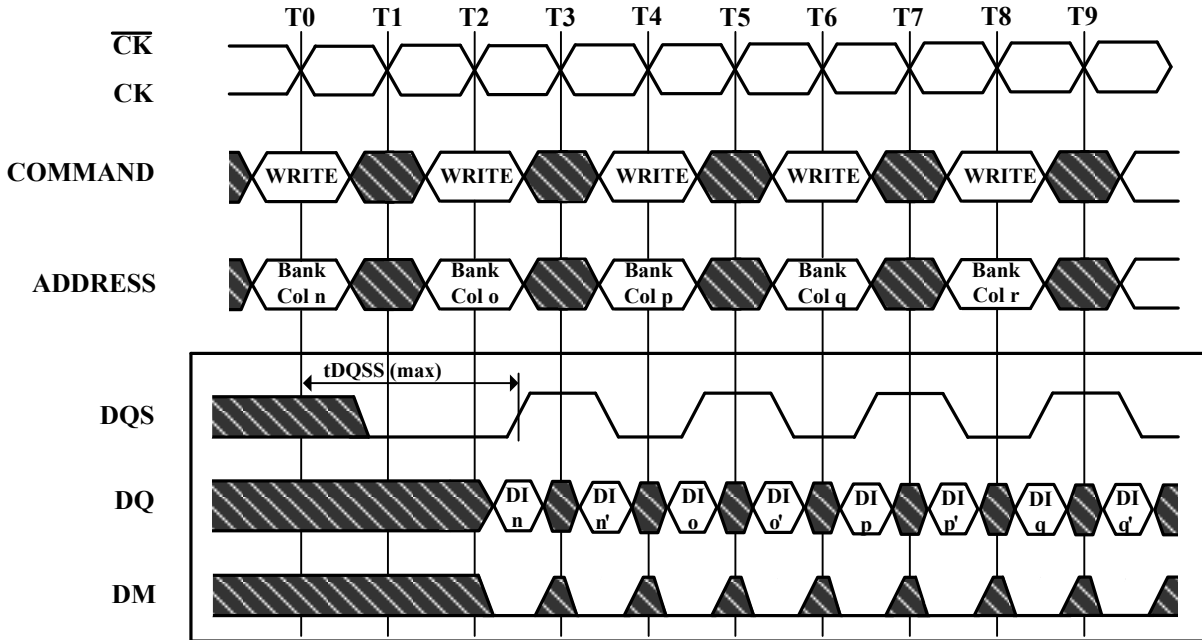 T0 T1 T2 T3 T4 T5 T6 T7 T8 T9
CK
CK
COMMAND WRITE WRITE WRITE WRITE WRITE
ADDRESS Bank Col n Bank Col o Bank Col p Bank Col q Bank Col r
tDQSS (max)
DQS
DQ DI n DI n' DI o DI o' DI p DI p' DI q DI q'
DM